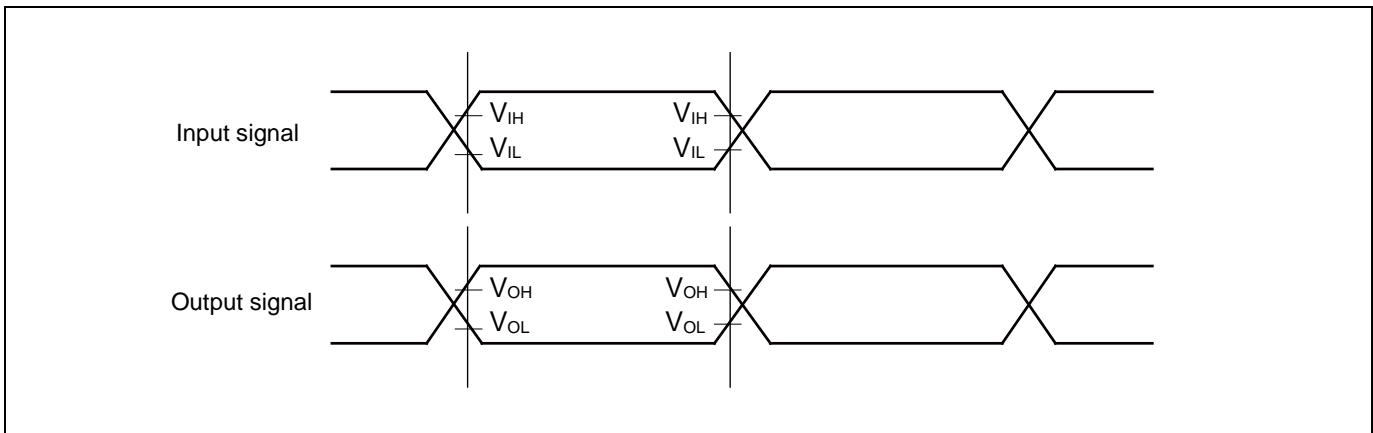 Input signal
VIH VIH
VIL VIL
Output signal
VOH VOH
VOL VOL